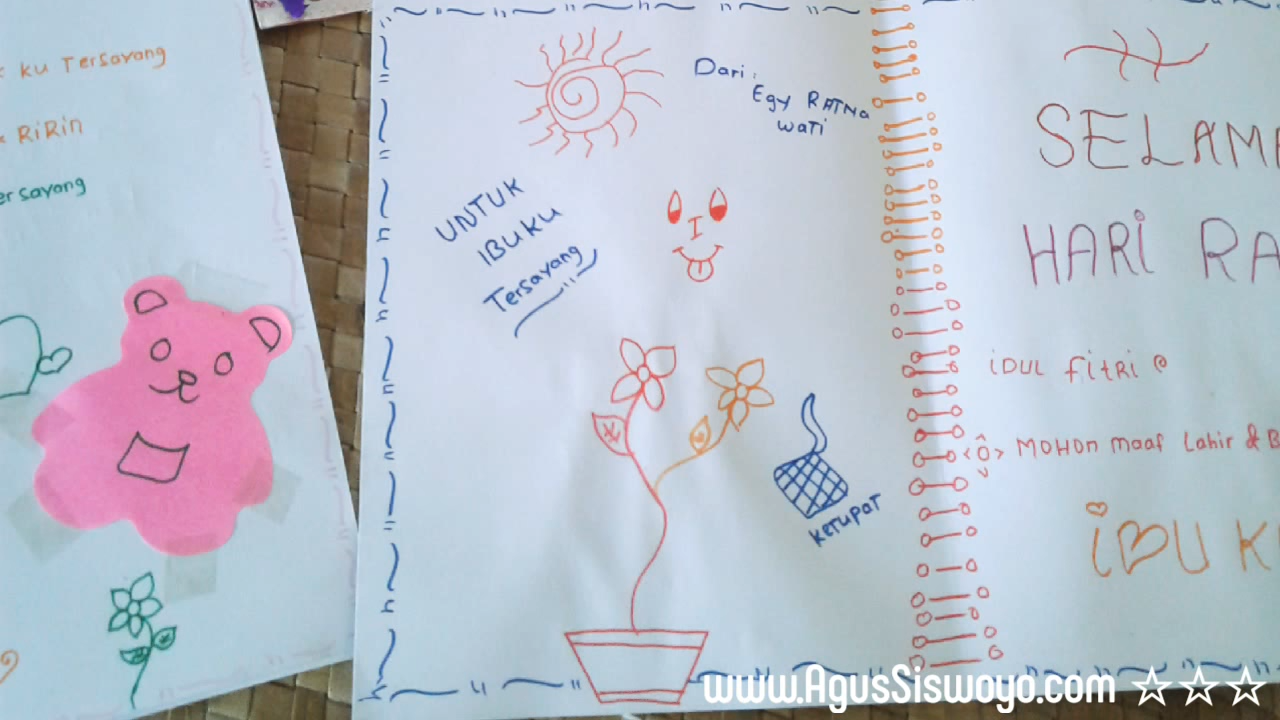 KU Tersayang
RiRin
ersayang
Dari :
Egy RATNA
WATi
UNTUK
IBUKU
Tersayang
Ketupat
SELAMA
HARi RA
iDUL fitRi
MOHON maaf Lahir & B
iBU K
www.AgusSiswoyo.com